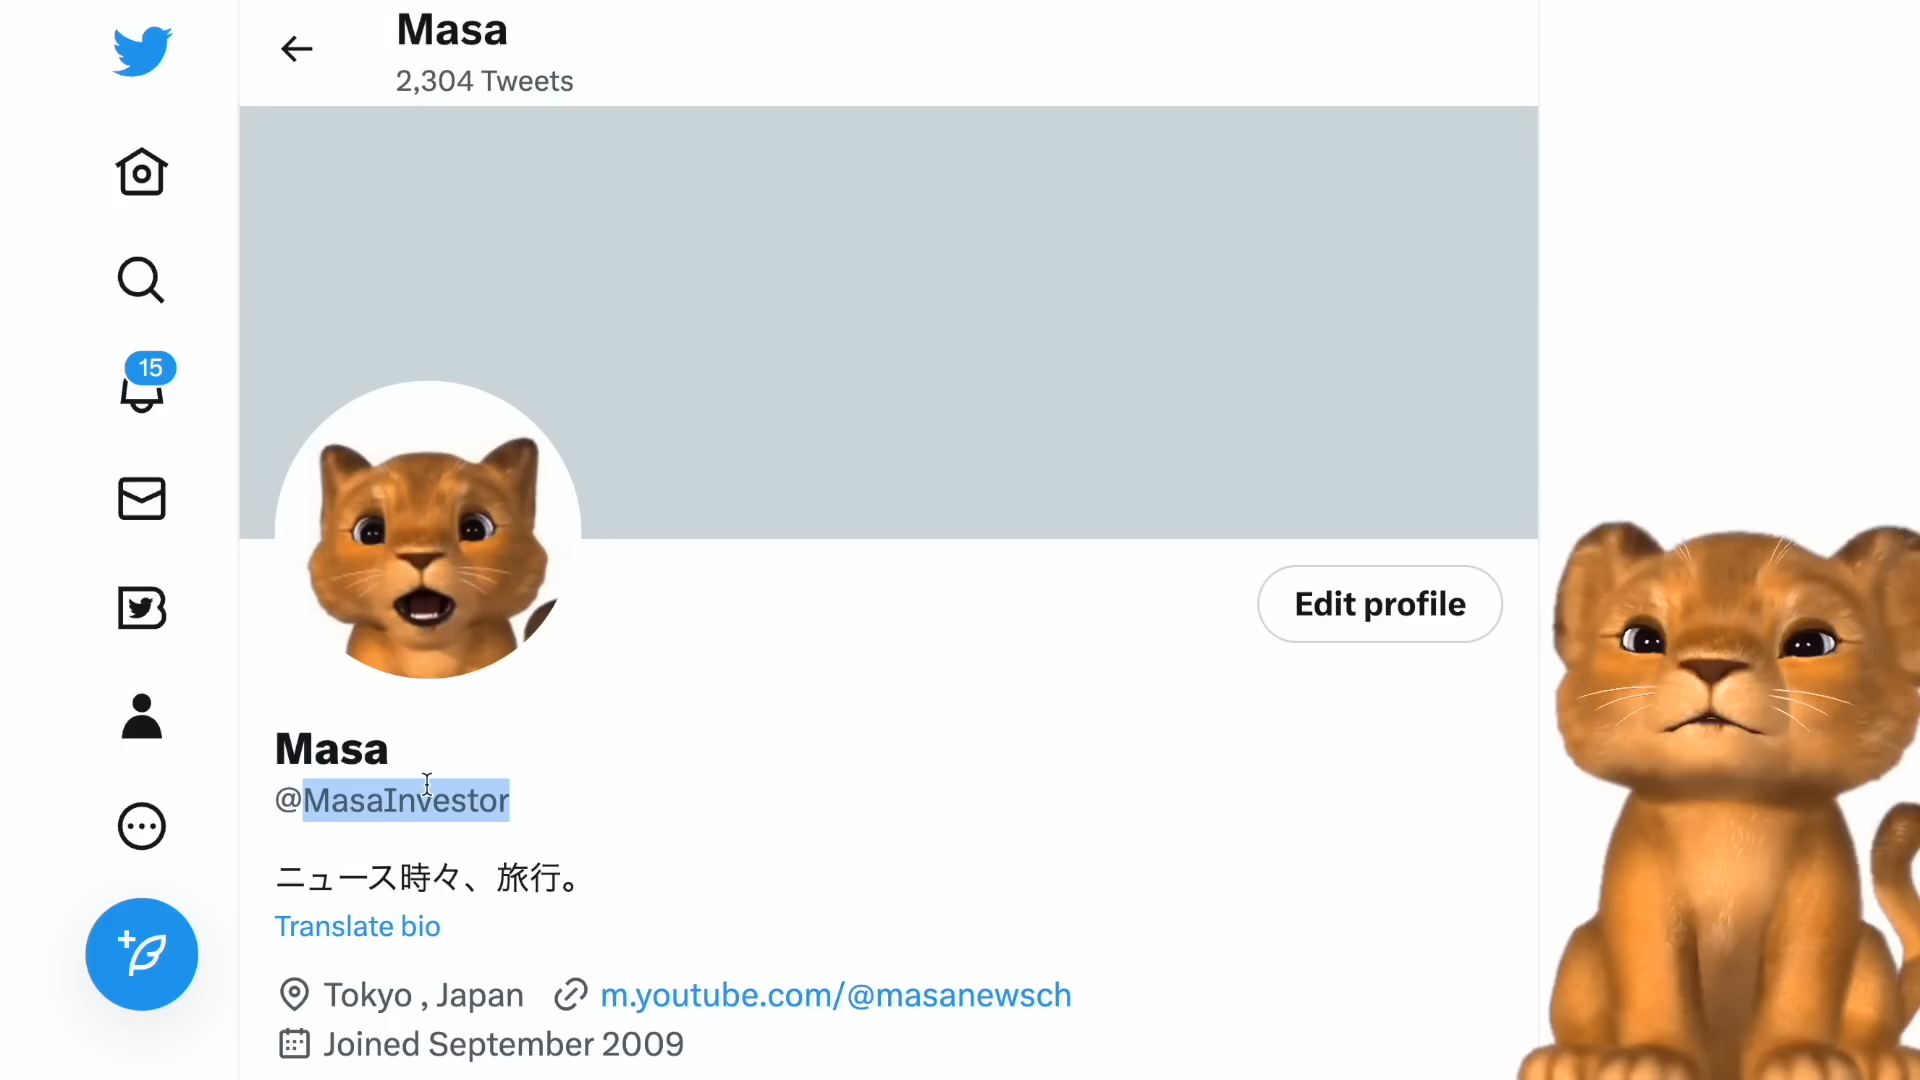 Masa
2,304 Tweets
15
Edit profile
Masa
@MasaInvestor
ニュース時々、旅行。
Translate bio
Tokyo , Japan m.youtube.com/@masanewsch
Joined September 2009